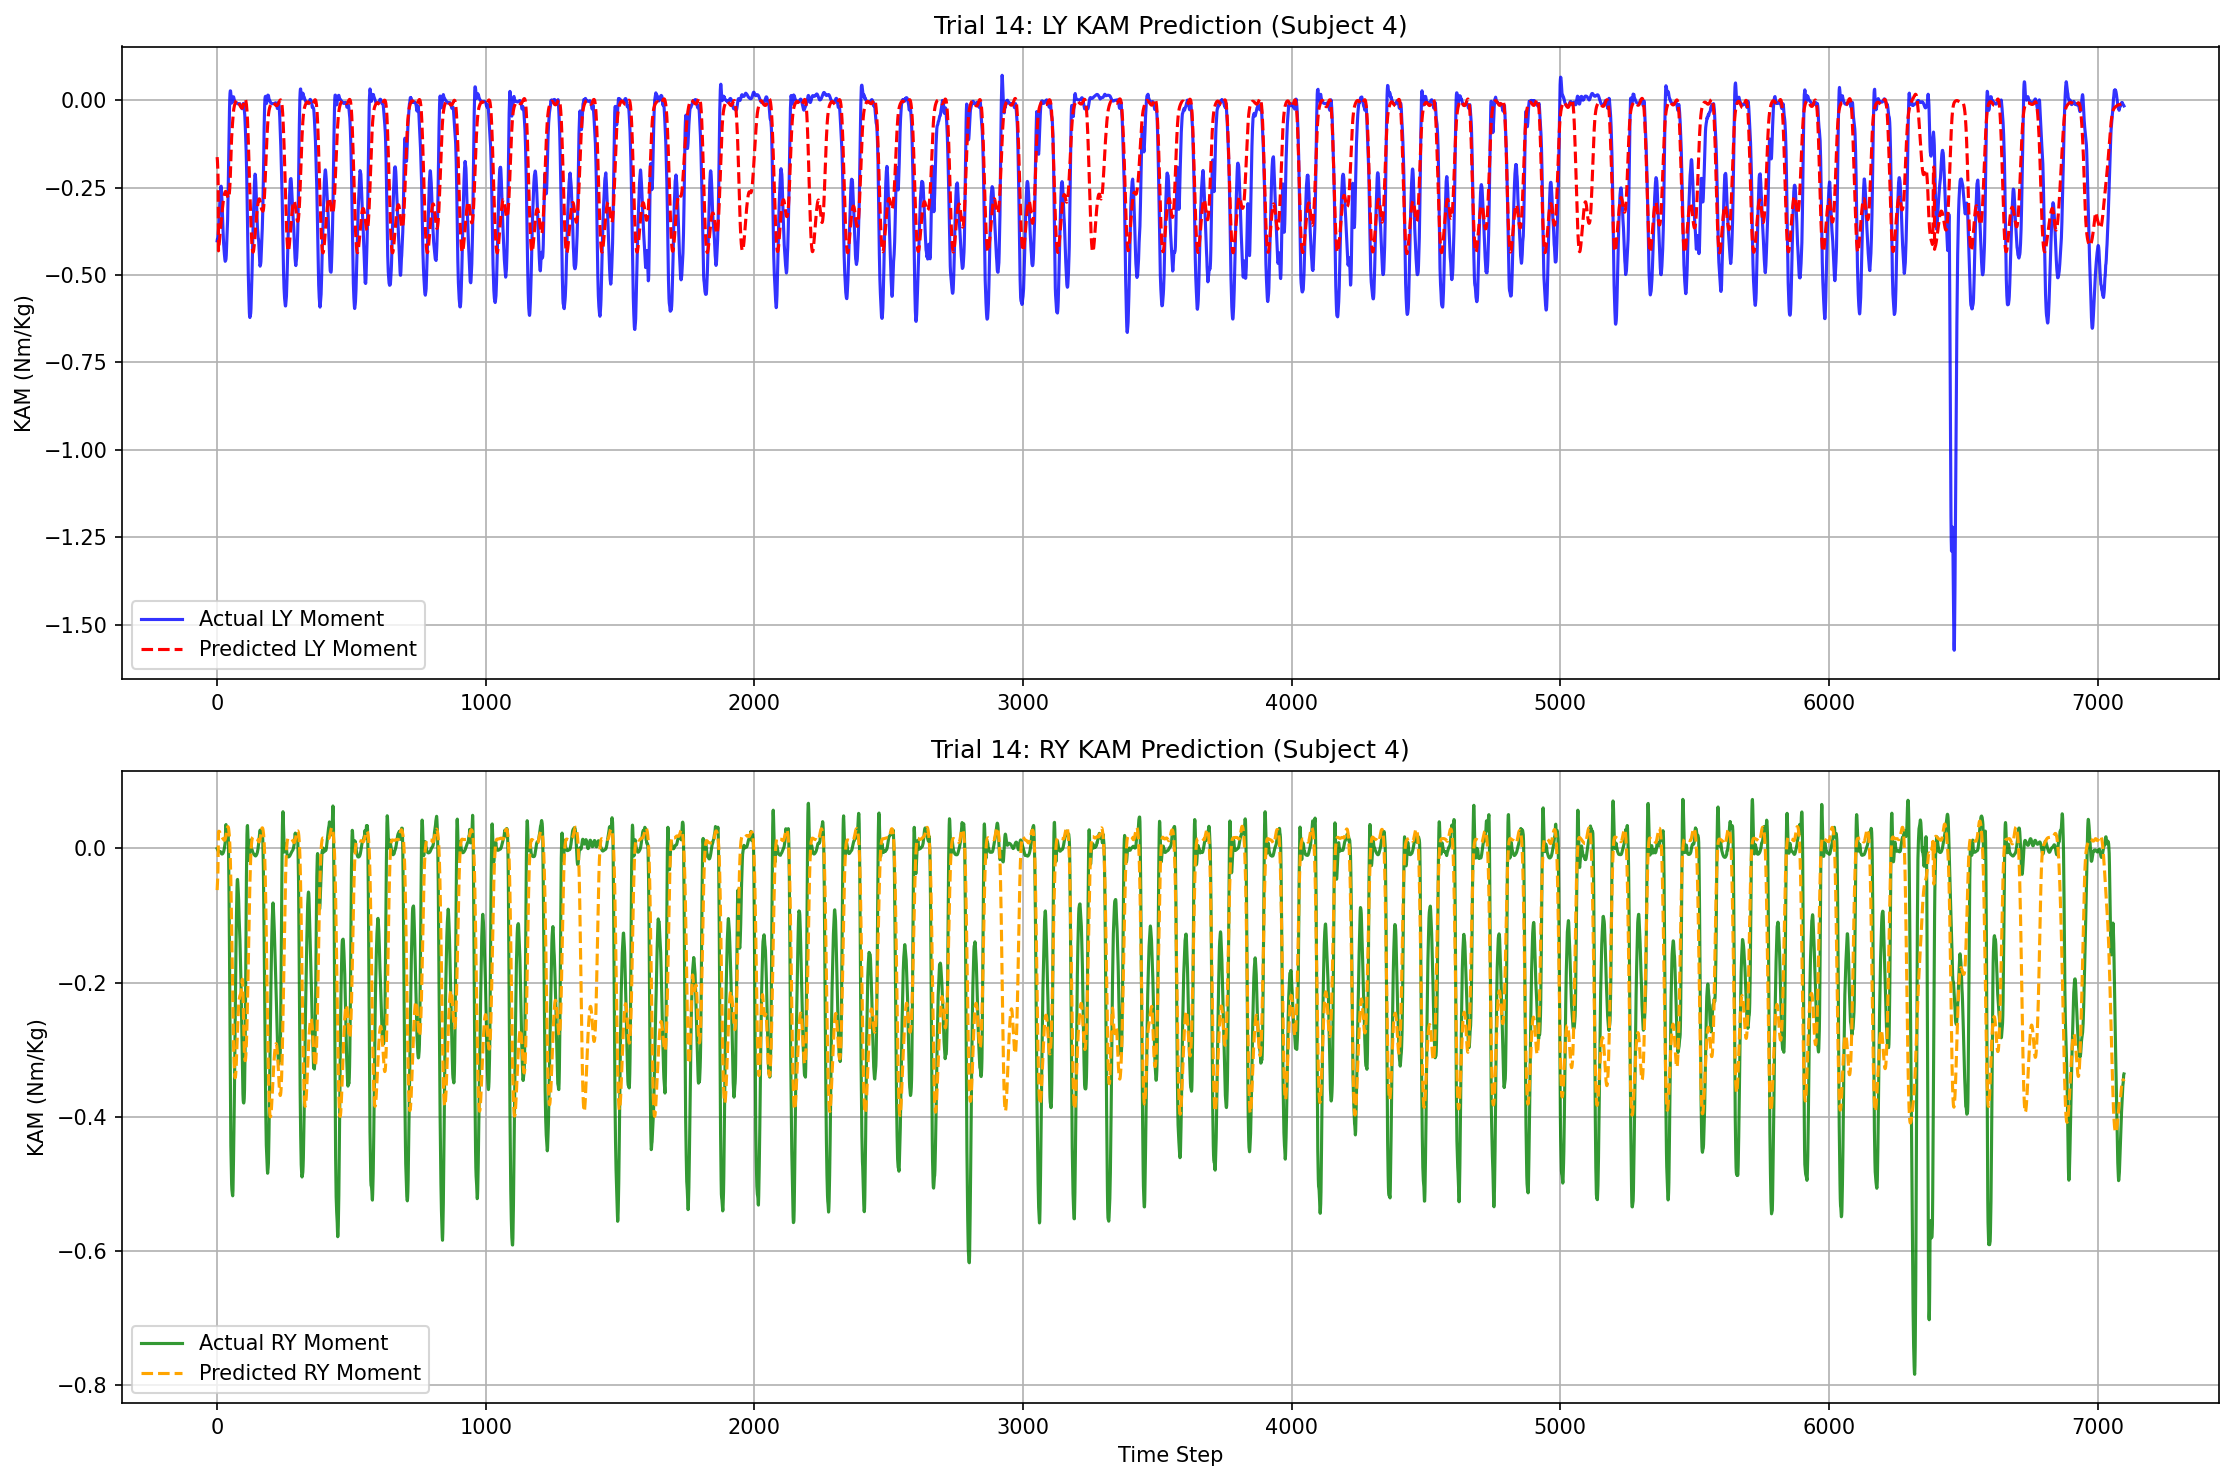 Trial 14: LY KAM Prediction (Subject 4)
KAM (Nm/Kg)
0.00
−0.25
−0.50
−0.75
−1.00
−1.25
−1.50
Actual LY Moment
Predicted LY Moment
0 1000 2000 3000 4000 5000 6000 7000
Trial 14: RY KAM Prediction (Subject 4)
KAM (Nm/Kg)
0.0
−0.2
−0.4
−0.6
−0.8
Actual RY Moment
Predicted RY Moment
0 1000 2000 3000 4000 5000 6000 7000
Time Step